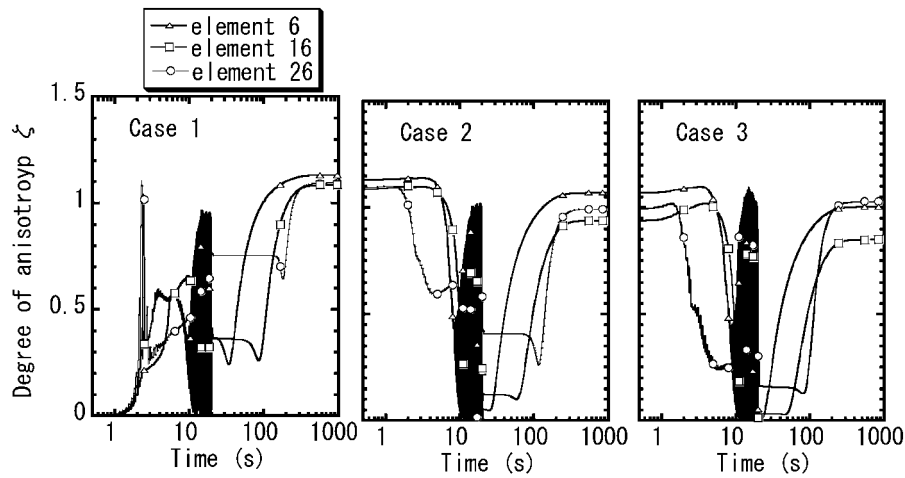 element 6
element 16
element 26
Degree of anisotroyp ζ
1.5
1
0.5
0
Case 1
Case 2
Case 3
1 10 100 1000
1 10 100 1000
1 10 100 1000
Time (s)
Time (s)
Time (s)